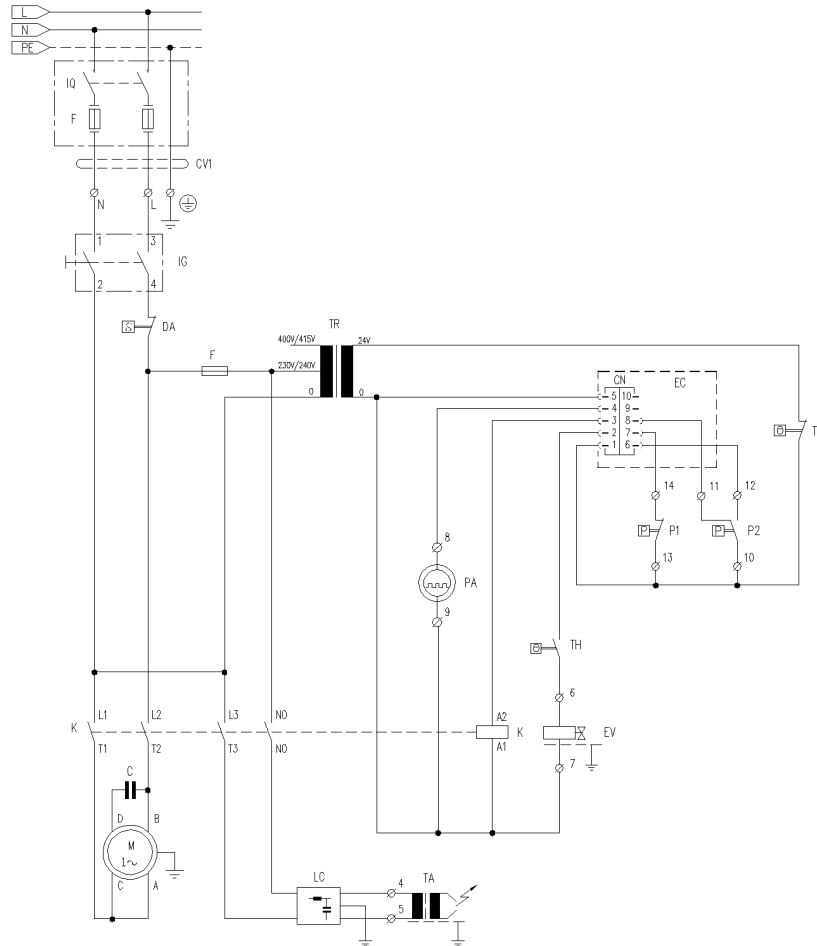 L
N
PE
IQ
F
CV1
N L
1 3
IG
2 4
DA
F
TR
400V/415V 24V
230V/240V
0 0
CN EC
5 10
4 9
3 8
2 7
1 6
T
14 11 12
P P1 P P2
13 10
8
PA
9
TH
6
EV
7
K L1 L2 L3 NO
T1 T2 T3 NO
A2
K
A1
C
D B
M
1~
C A
LC TA
4
5